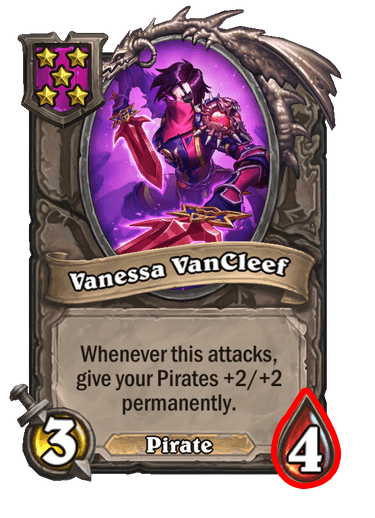 Vanessa VanCleef
Whenever this attacks,
give your Pirates +2/+2
permanently.
3
Pirate
4